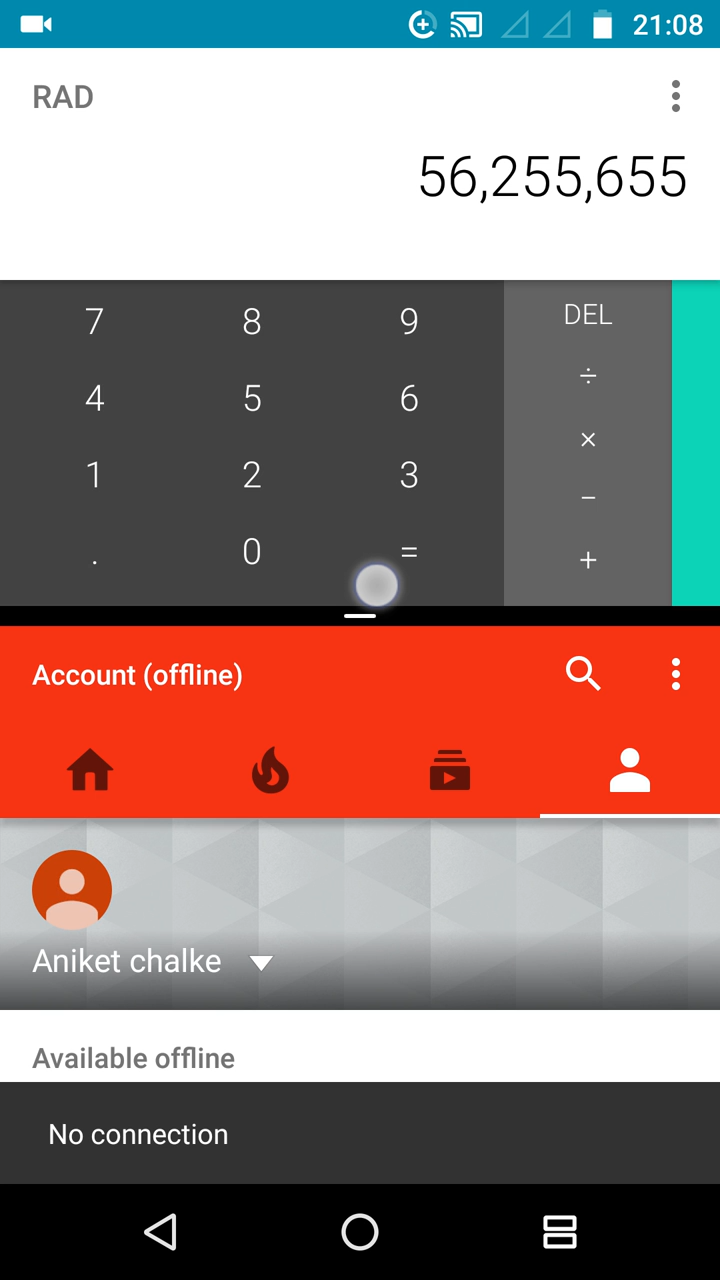 21:08
RAD
56,255,655
7 8 9 DEL
÷
4 5 6
×
1 2 3
−
. 0 =
+
Account (offline)
Aniket chalke
Available offline
No connection